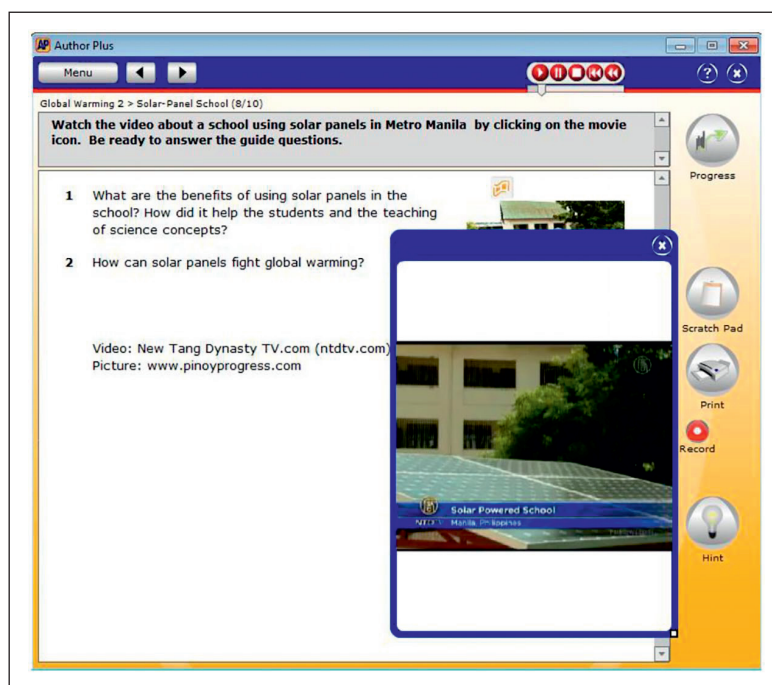 AP Author Plus
Menu
Global Warming 2 > Solar-Panel School (8/10)
Watch the video about a school using solar panels in Metro Manila by clicking on the movie
icon. Be ready to answer the guide questions.
Progress
1 What are the benefits of using solar panels in the
school? How did it help the students and the teaching
of science concepts?
2 How can solar panels fight global warming?
Video: New Tang Dynasty TV.com (ntdtv.com)
Picture: www.pinoyprogress.com
Solar Powered School
Manila, Philippines
Scratch Pad
Print
Record
Hint